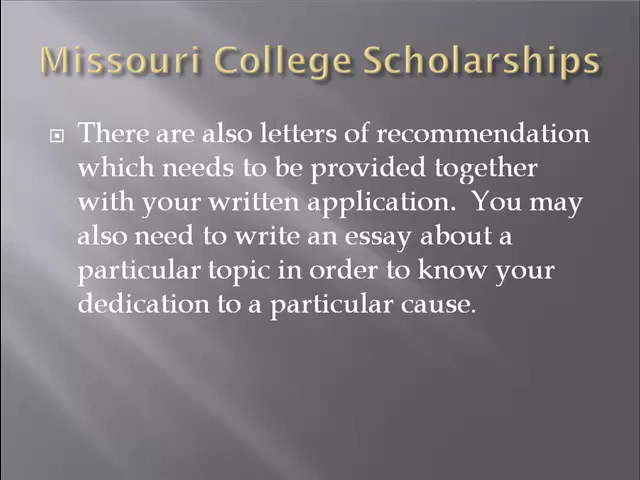 Missouri College Scholarships
There are also letters of recommendation
which needs to be provided together
with your written application.  You may
also need to write an essay about a
particular topic in order to know your
dedication to a particular cause.